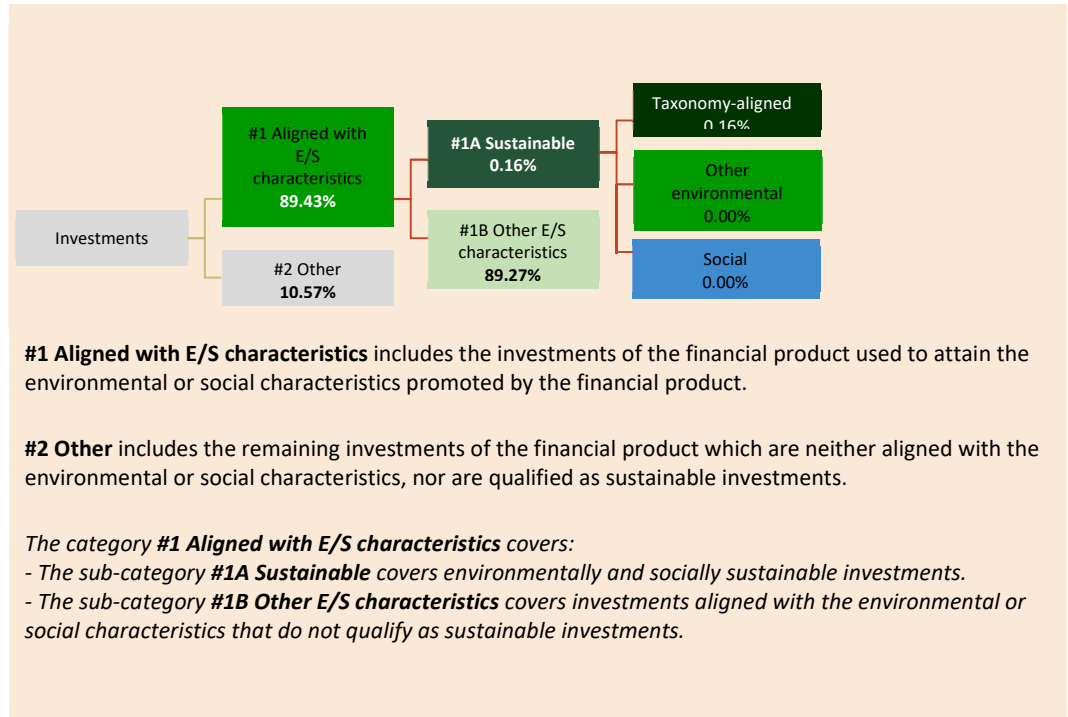 Investments
#1 Aligned with
E/S
characteristics
89.43%
#2 Other
10.57%
#1A Sustainable
0.16%
#1B Other E/S
characteristics
89.27%
Taxonomy-aligned
0.16%
Other
environmental
0.00%
Social
0.00%
#1 Aligned with E/S characteristics includes the investments of the financial product used to attain the
environmental or social characteristics promoted by the financial product.
#2 Other includes the remaining investments of the financial product which are neither aligned with the
environmental or social characteristics, nor are qualified as sustainable investments.
The category #1 Aligned with E/S characteristics covers:
- The sub-category #1A Sustainable covers environmentally and socially sustainable investments.
- The sub-category #1B Other E/S characteristics covers investments aligned with the environmental or
social characteristics that do not qualify as sustainable investments.